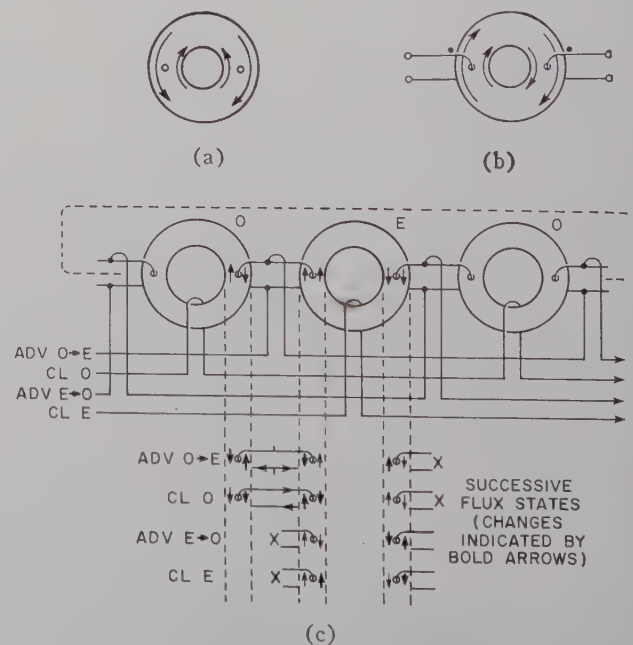 (a)
(b)
O
E
O
ADV O→E
CL O
ADV E→O
CL E
ADV O→E
CL O
ADV E→O
CL E
X
X
X
X
SUCCESSIVE
FLUX STATES
(CHANGES
INDICATED BY
BOLD ARROWS)
(c)